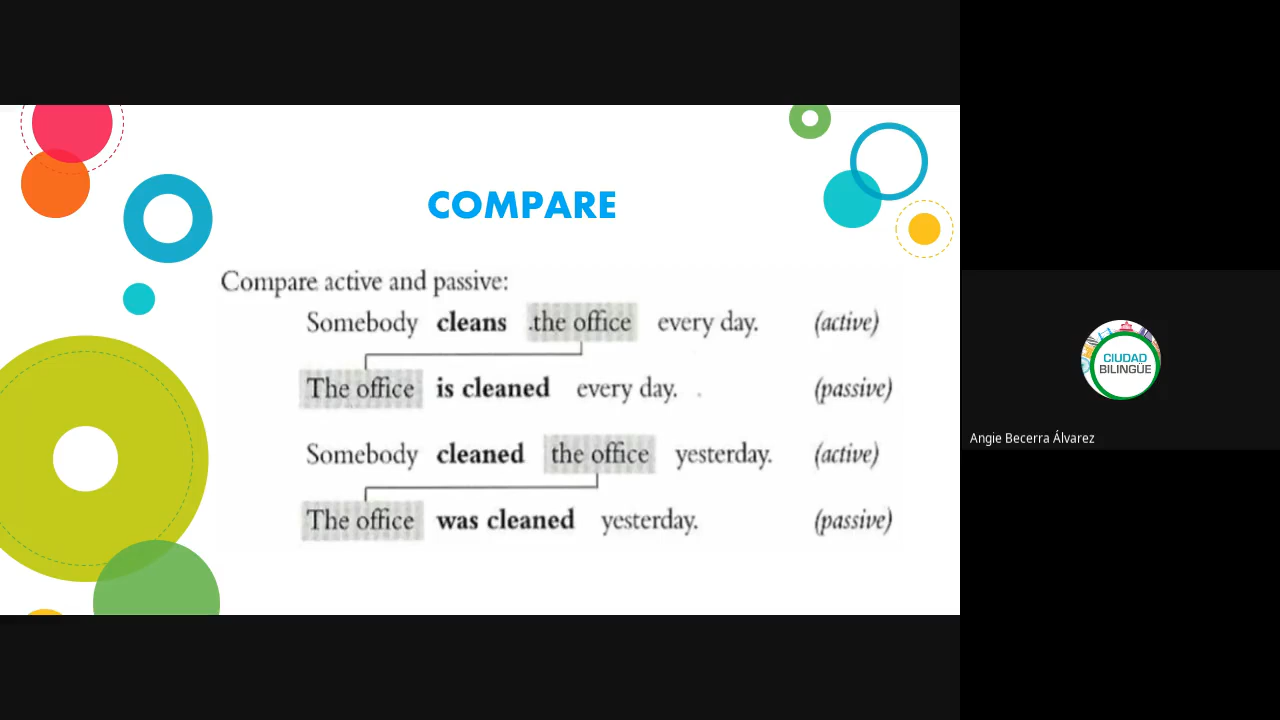 COMPARE
Compare active and passive:
Somebody cleans .the office every day. (active)
The office is cleaned every day. (passive)
Somebody cleaned the office yesterday. (active)
The office was cleaned yesterday. (passive)
CIUDAD
BILINGÜE
Angie Becerra Álvarez